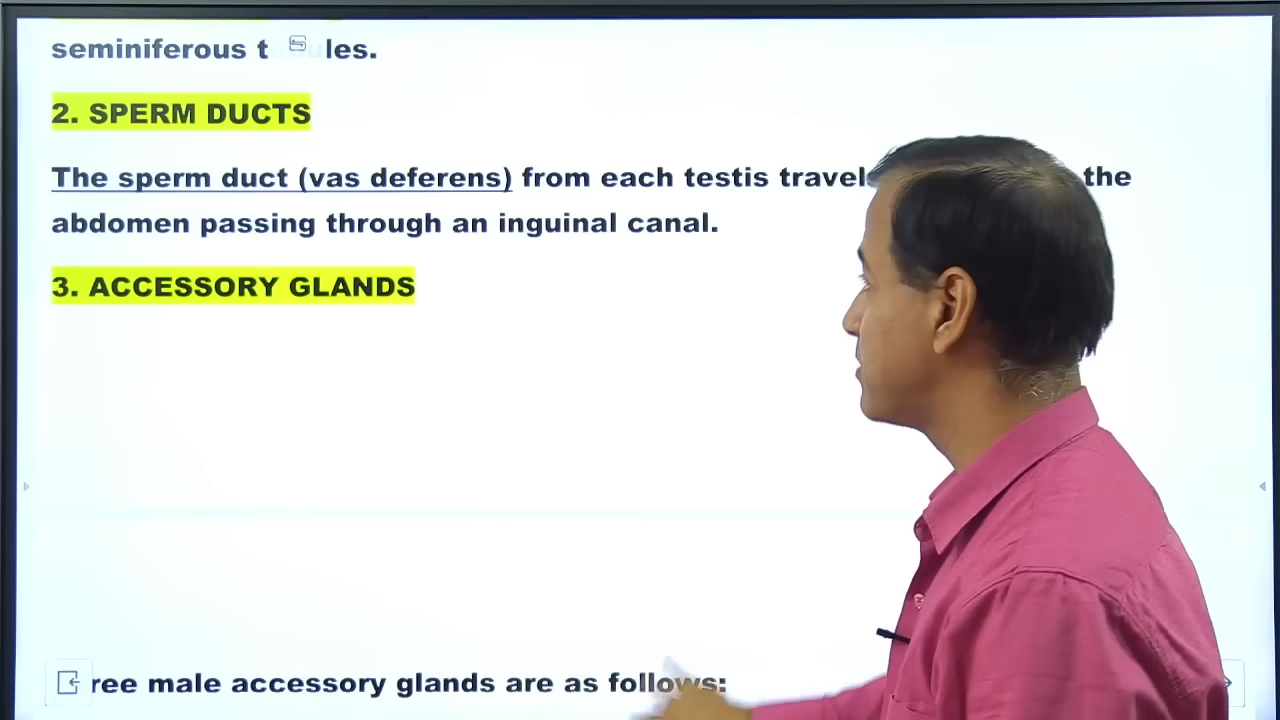 seminiferous t les.
2. SPERM DUCTS
The sperm duct (vas deferens) from each testis travel the
abdomen passing through an inguinal canal.
3. ACCESSORY GLANDS
ree male accessory glands are as follows: